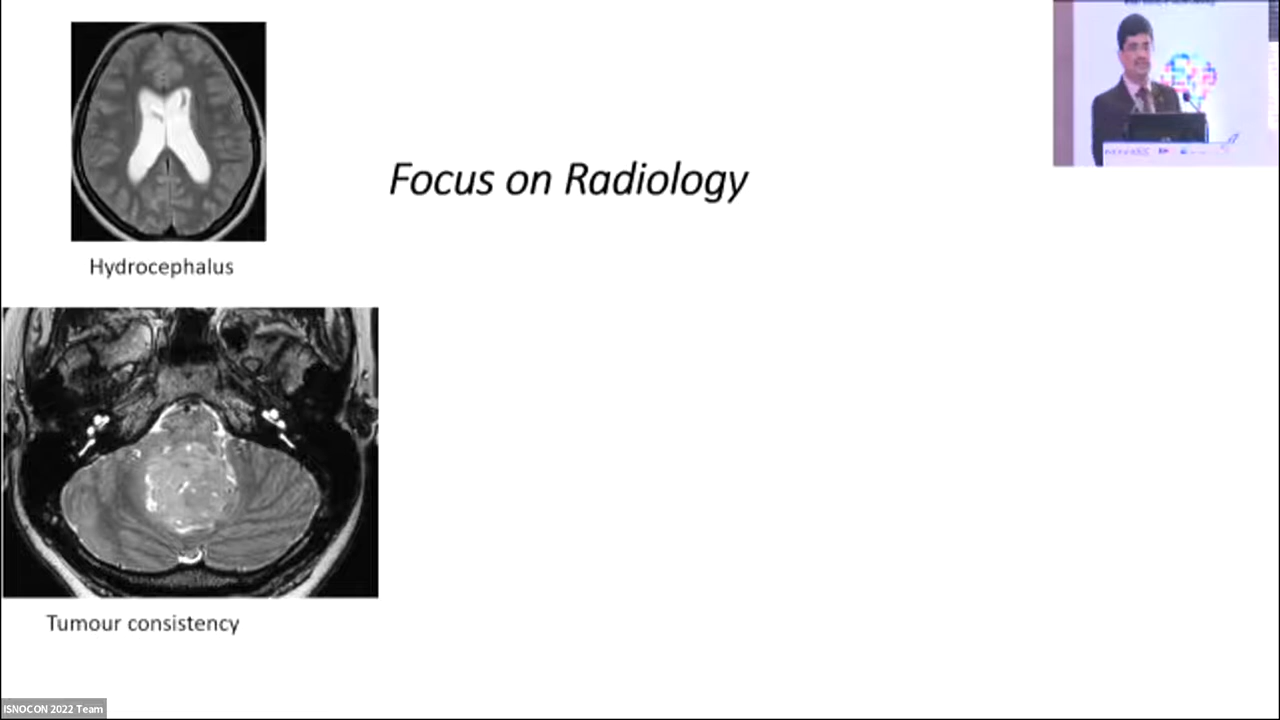 Focus on Radiology
Hydrocephalus
Tumour consistency
ISNOCON 2022 Team